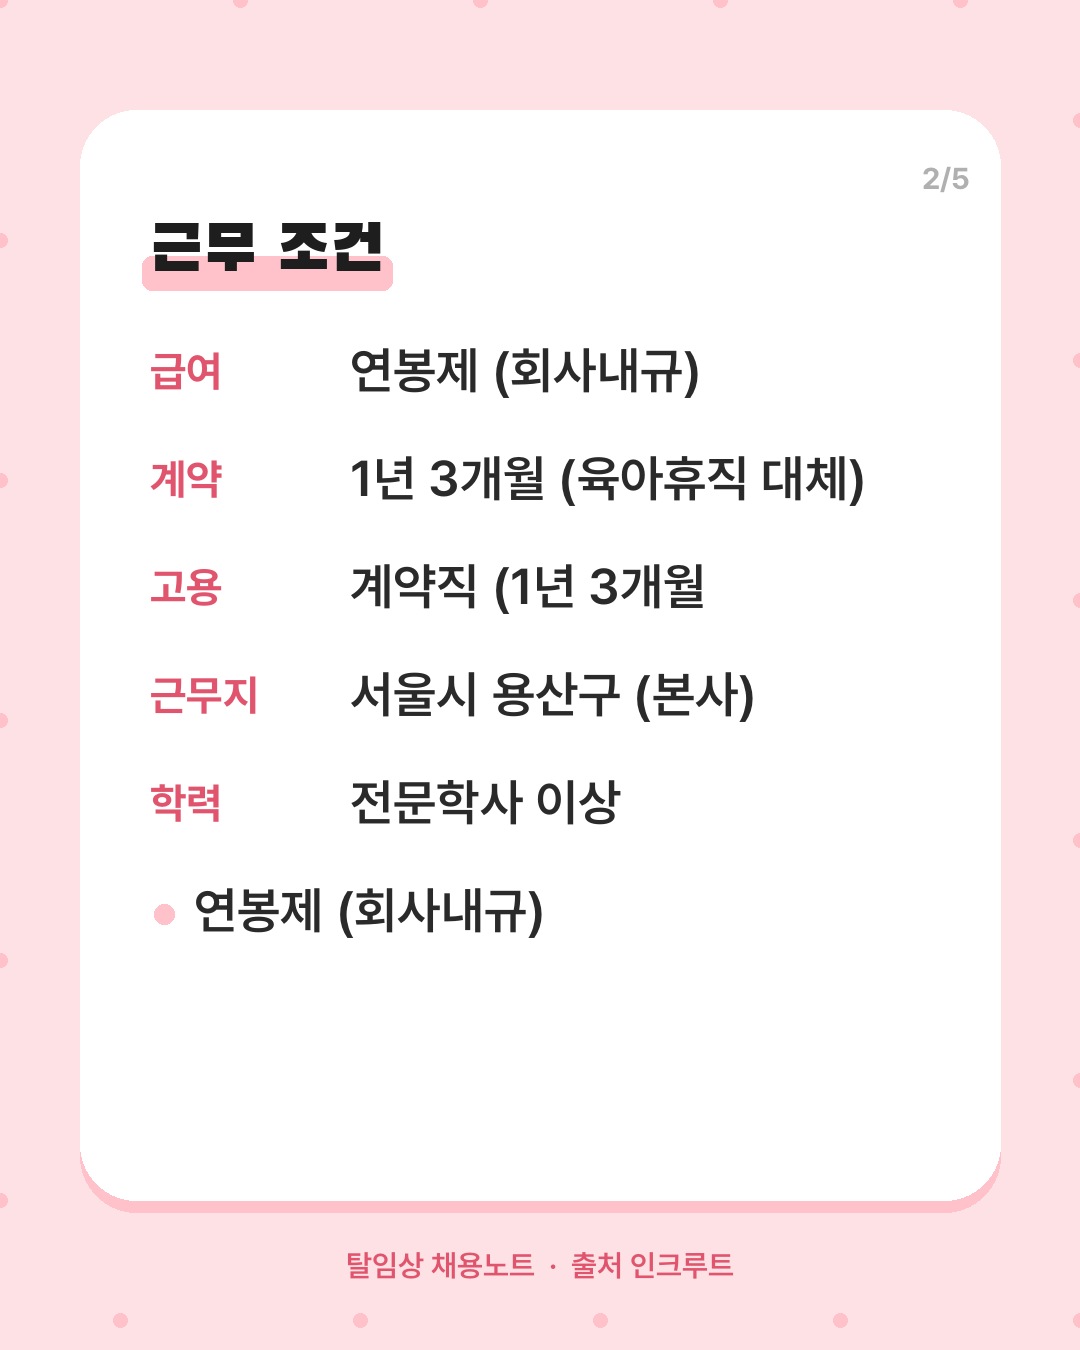 2/5
근무 조건
급여 연봉제 (회사내규)
계약 1년 3개월 (육아휴직 대체)
고용 계약직 (1년 3개월
근무지 서울시 용산구 (본사)
학력 전문학사 이상
연봉제 (회사내규)
탈임상 채용노트 · 출처 인크루트